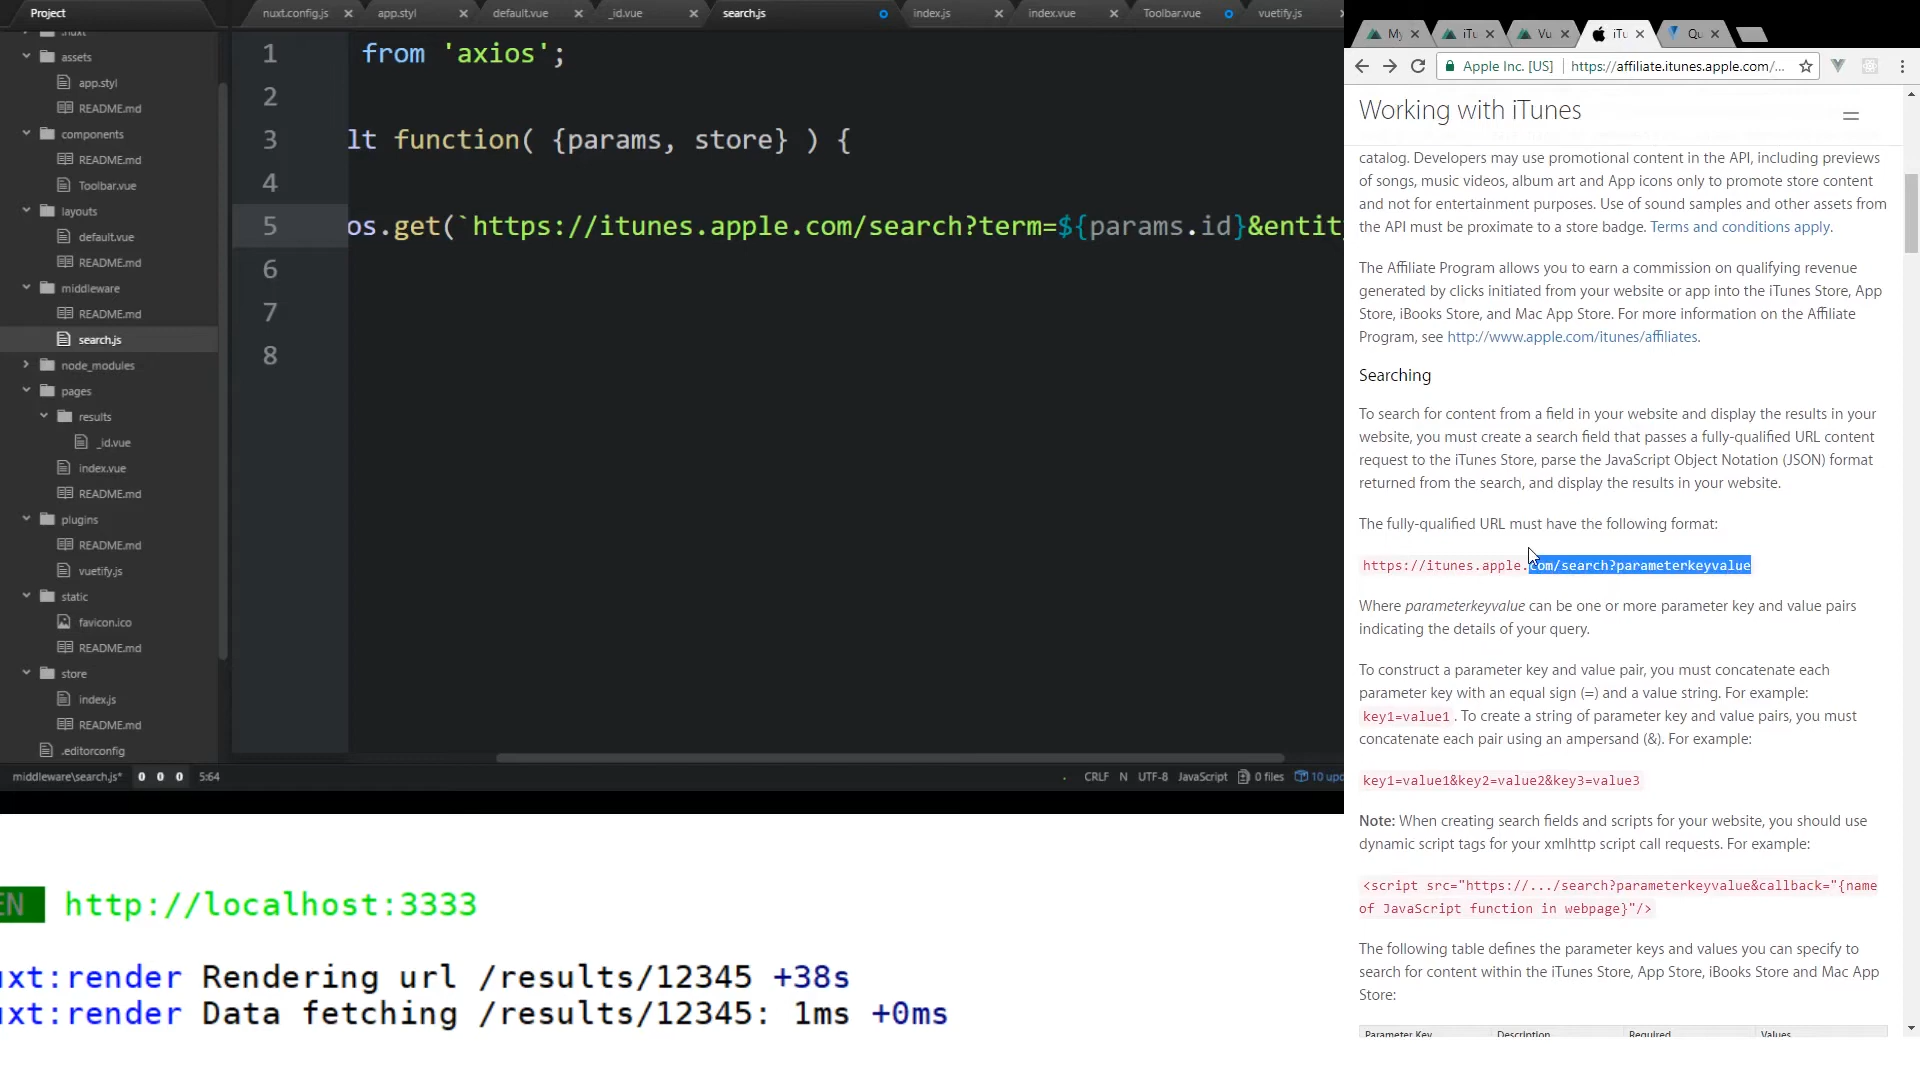 Project
nuxt.config.js
app.styl
default.vue
_id.vue
search.js
index.js
index.vue
Toolbar.vue
vuetify.js
assets
app.styl
README.md
components
README.md
Toolbar.vue
layouts
default.vue
README.md
middleware
README.md
search.js
node_modules
pages
results
_id.vue
index.vue
README.md
plugins
README.md
vuetify.js
static
favicon.ico
README.md
store
index.js
README.md
.editorconfig
1 from 'axios';
2
3 lt function( {params, store} ) {
4
5 os.get(`https://itunes.apple.com/search?term=${params.id}&entit
6
7
8
middleware\search.js* 0 0 0 5:64
CRLF N UTF-8 JavaScript 0 files 10 upd
EN http://localhost:3333
uxt:render Rendering url /results/12345 +38s
uxt:render Data fetching /results/12345: 1ms +0ms
My iTu Vu iTu Qu
Apple Inc. [US] https://affiliate.itunes.apple.com/...
Working with iTunes
catalog. Developers may use promotional content in the API, including previews
of songs, music videos, album art and App icons only to promote store content
and not for entertainment purposes. Use of sound samples and other assets from
the API must be proximate to a store badge. Terms and conditions apply.
The Affiliate Program allows you to earn a commission on qualifying revenue
generated by clicks initiated from your website or app into the iTunes Store, App
Store, iBooks Store, and Mac App Store. For more information on the Affiliate
Program, see http://www.apple.com/itunes/affiliates.
Searching
To search for content from a field in your website and display the results in your
website, you must create a search field that passes a fully-qualified URL content
request to the iTunes Store, parse the JavaScript Object Notation (JSON) format
returned from the search, and display the results in your website.
The fully-qualified URL must have the following format:
https://itunes.apple.com/search?parameterkeyvalue
Where parameterkeyvalue can be one or more parameter key and value pairs
indicating the details of your query.
To construct a parameter key and value pair, you must concatenate each
parameter key with an equal sign (=) and a value string. For example:
key1=value1. To create a string of parameter key and value pairs, you must
concatenate each pair using an ampersand (&). For example:
key1=value1&key2=value2&key3=value3
Note: When creating search fields and scripts for your website, you should use
dynamic script tags for your xmlhttp script call requests. For example:
<script src="https://.../search?parameterkeyvalue&callback="{name
of JavaScript function in webpage}"/>
The following table defines the parameter keys and values you can specify to
search for content within the iTunes Store, App Store, iBooks Store and Mac App
Store:
Parameter Key Description Required Values